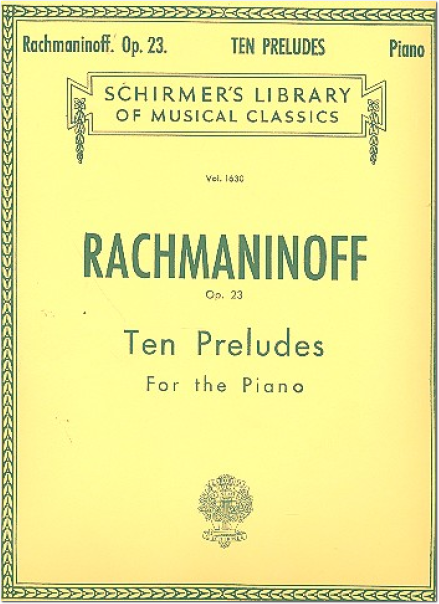 Rachmaninoff. Op. 23. TEN PRELUDES Piano
SCHIRMER'S LIBRARY
OF MUSICAL CLASSICS
Vol. 1630
RACHMANINOFF
Op. 23
Ten Preludes
For the Piano